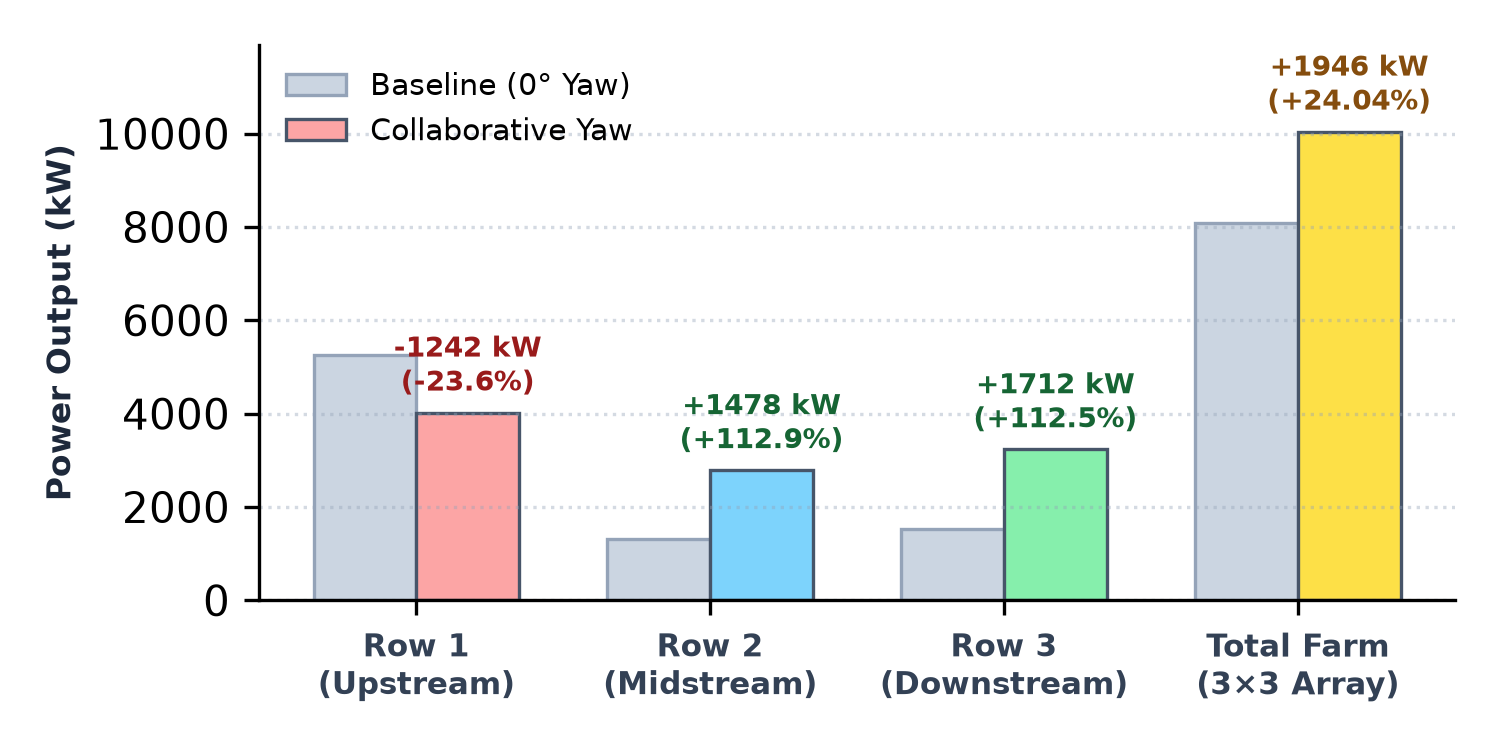 Baseline (0° Yaw)
Collaborative Yaw
Power Output (kW)
10000
8000
6000
4000
2000
0
-1242 kW
(-23.6%)
+1478 kW
(+112.9%)
+1712 kW
(+112.5%)
+1946 kW
(+24.04%)
Row 1
(Upstream)
Row 2
(Midstream)
Row 3
(Downstream)
Total Farm
(3×3 Array)